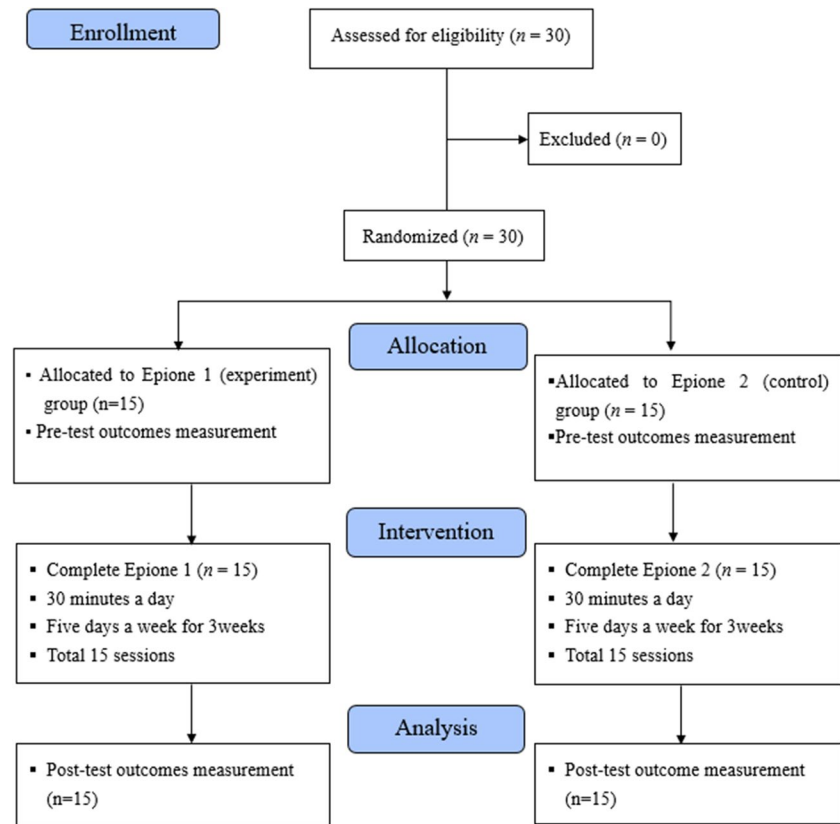 Enrollment
Assessed for eligibility (n = 30)
Excluded (n = 0)
Randomized (n = 30)
Allocation
▪ Allocated to Epione 1 (experiment)
group (n=15)
▪ Pre-test outcomes measurement
▪Allocated to Epione 2 (control)
group (n = 15)
▪Pre-test outcomes measurement
Intervention
▪ Complete Epione 1 (n = 15)
▪ 30 minutes a day
▪ Five days a week for 3weeks
▪ Total 15 sessions
▪ Complete Epione 2 (n = 15)
▪ 30 minutes a day
▪ Five days a week for 3weeks
▪ Total 15 sessions
Analysis
▪ Post-test outcomes measurement
(n=15)
▪ Post-test outcome measurement
(n=15)